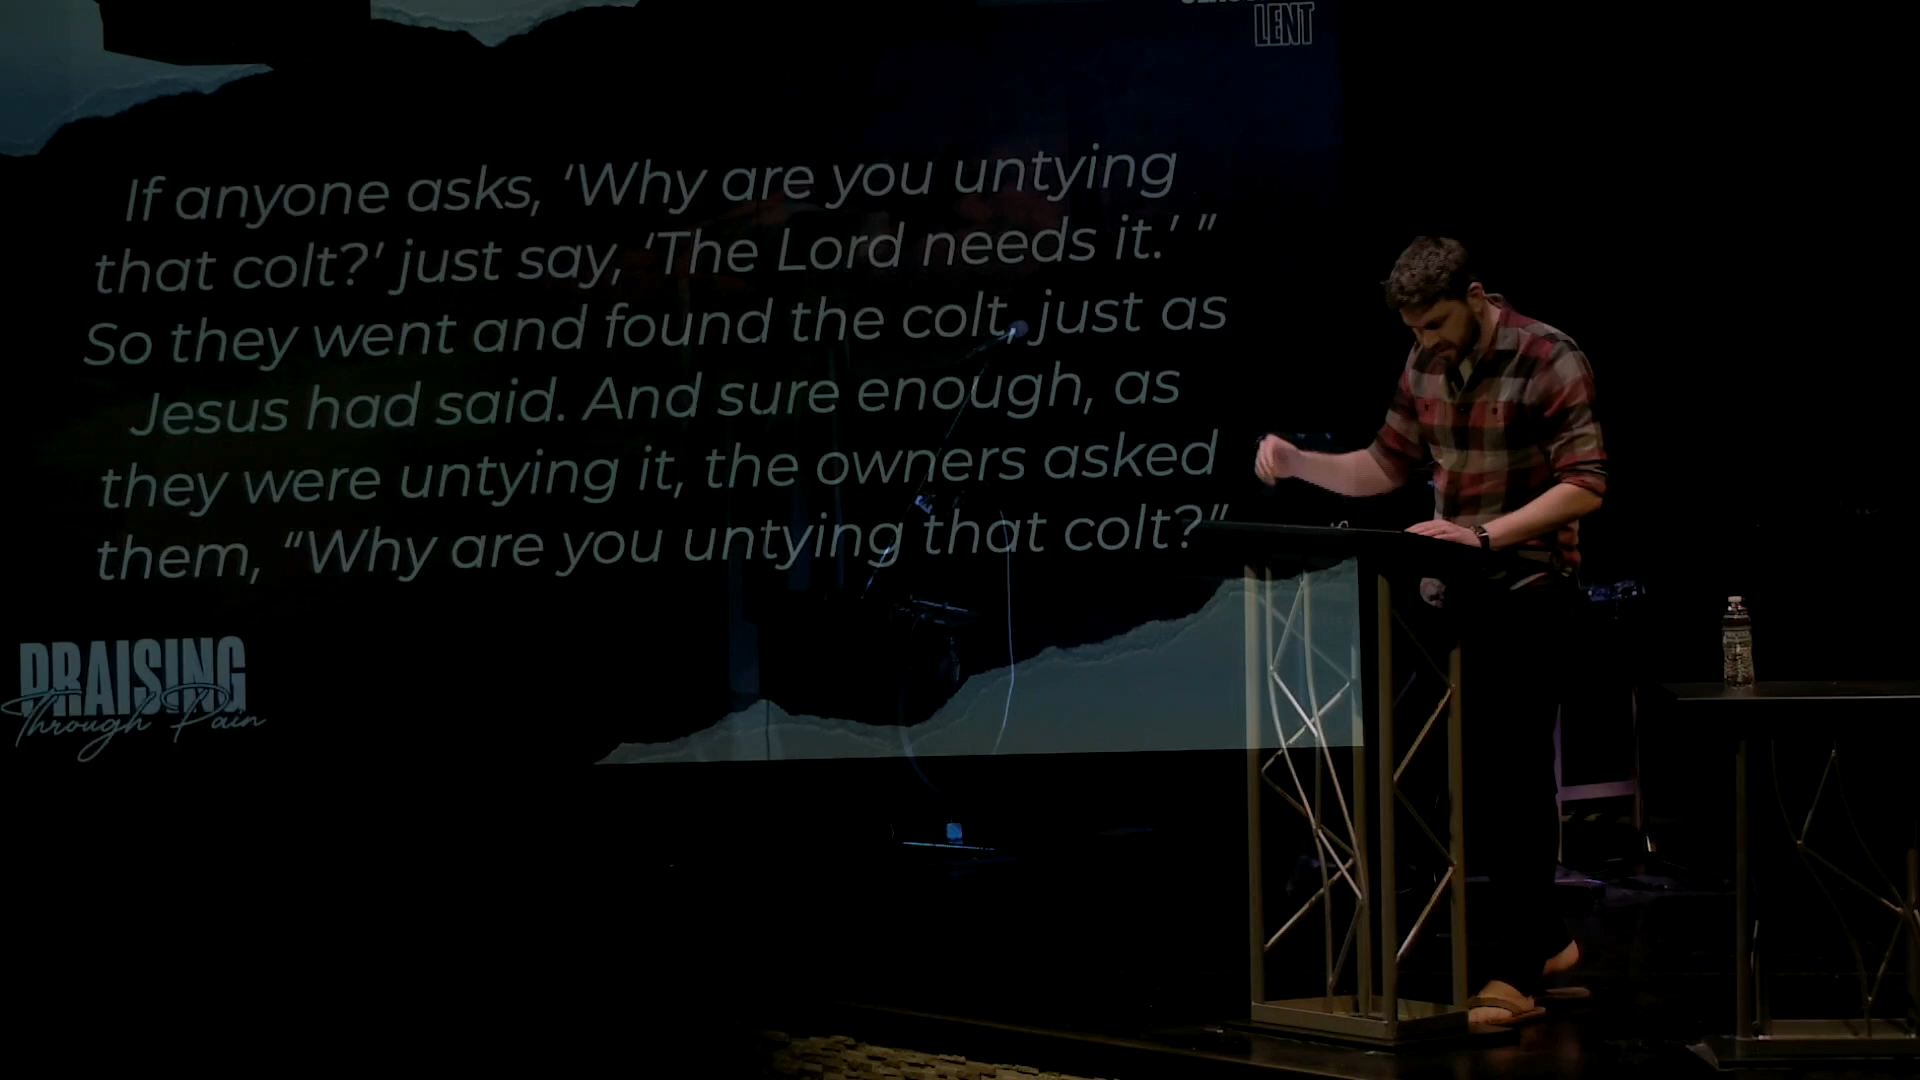 LENT
If anyone asks, ‘Why are you untying
that colt?’ just say, ‘The Lord needs it.’ ”
So they went and found the colt, just as
Jesus had said. And sure enough, as
they were untying it, the owners asked
them, “Why are you untying that colt?”
PRAISING
Through Pain